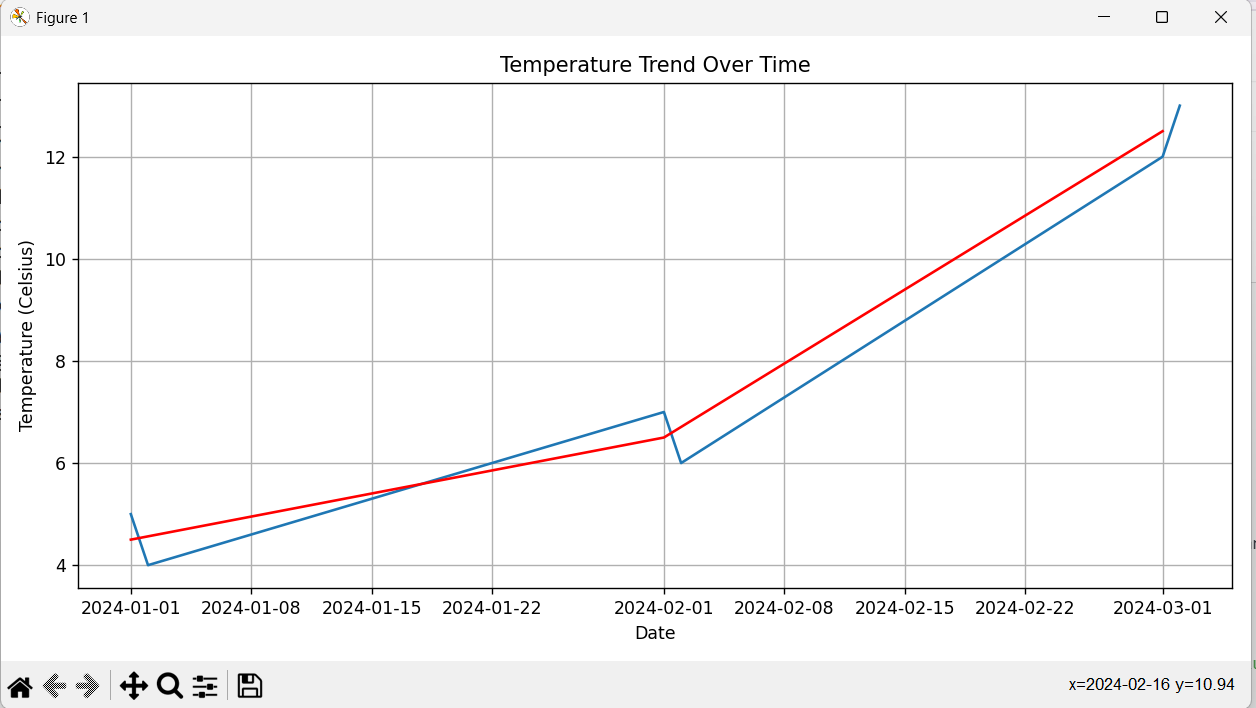 Figure 1
Temperature Trend Over Time
Temperature (Celsius)
12
10
8
6
4
2024-01-01 2024-01-08 2024-01-15 2024-01-22 2024-02-01 2024-02-08 2024-02-15 2024-02-22 2024-03-01
Date
x=2024-02-16 y=10.94